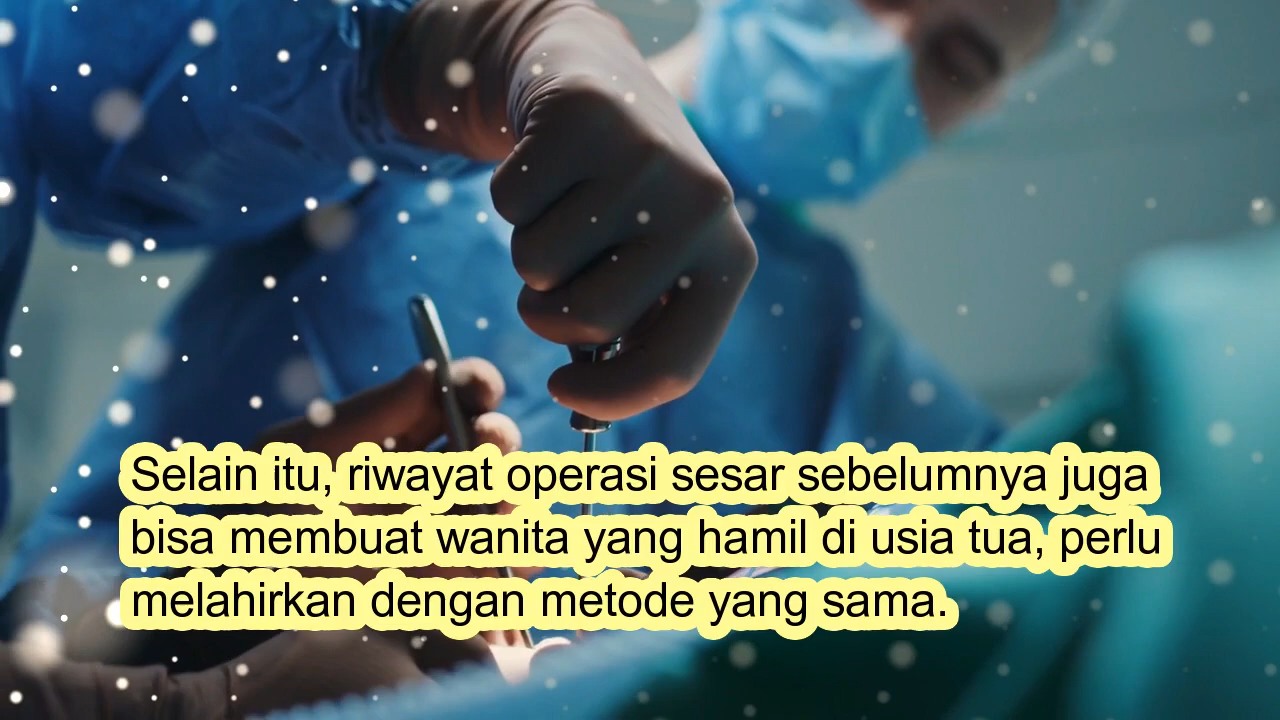 Selain itu, riwayat operasi sesar sebelumnya juga
bisa membuat wanita yang hamil di usia tua, perlu
melahirkan dengan metode yang sama.